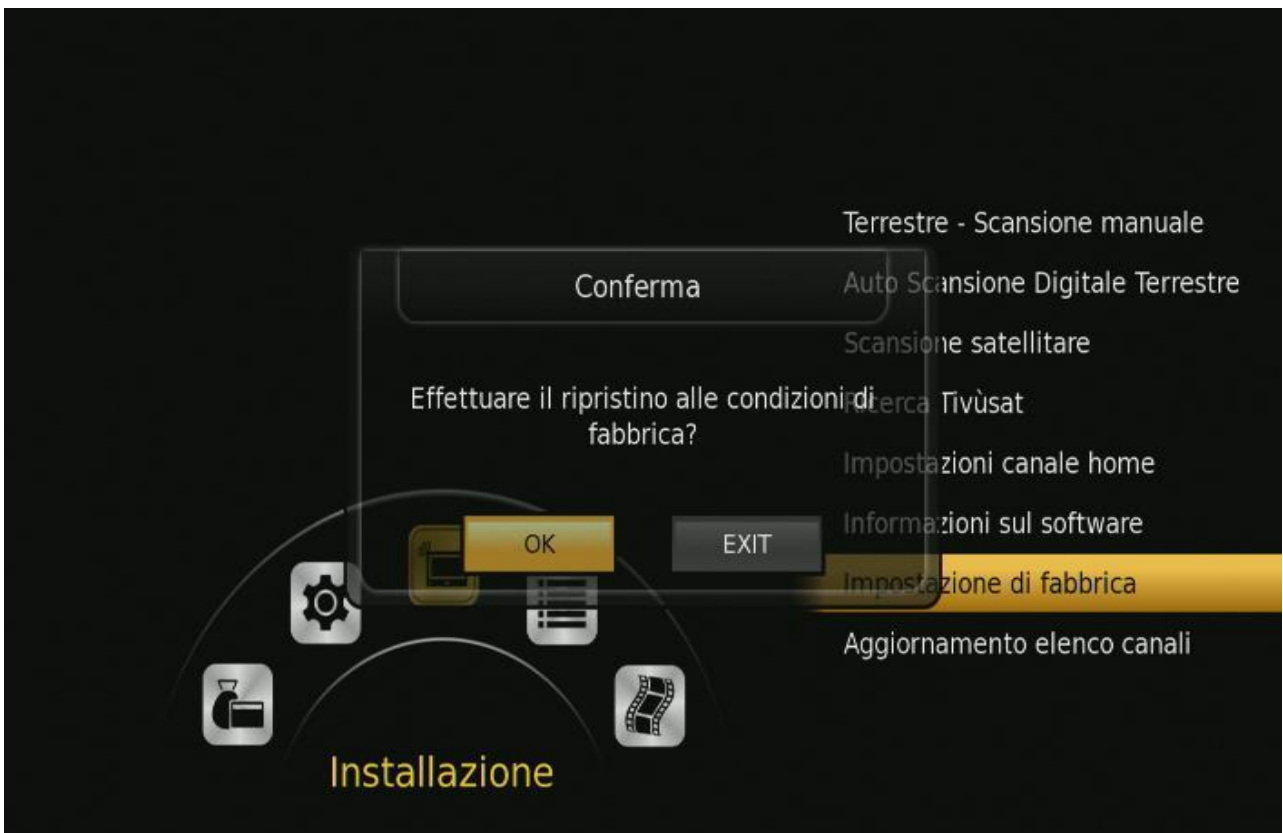 Terrestre - Scansione manuale
Conferma
Auto Scansione Digitale Terrestre
Scansione satellitare
Effettuare il ripristino alle condizioni di
fabbrica?
Ricerca Tivùsat
Impostazioni canale home
Informazioni sul software
OK
EXIT
Impostazione di fabbrica
Aggiornamento elenco canali
Installazione